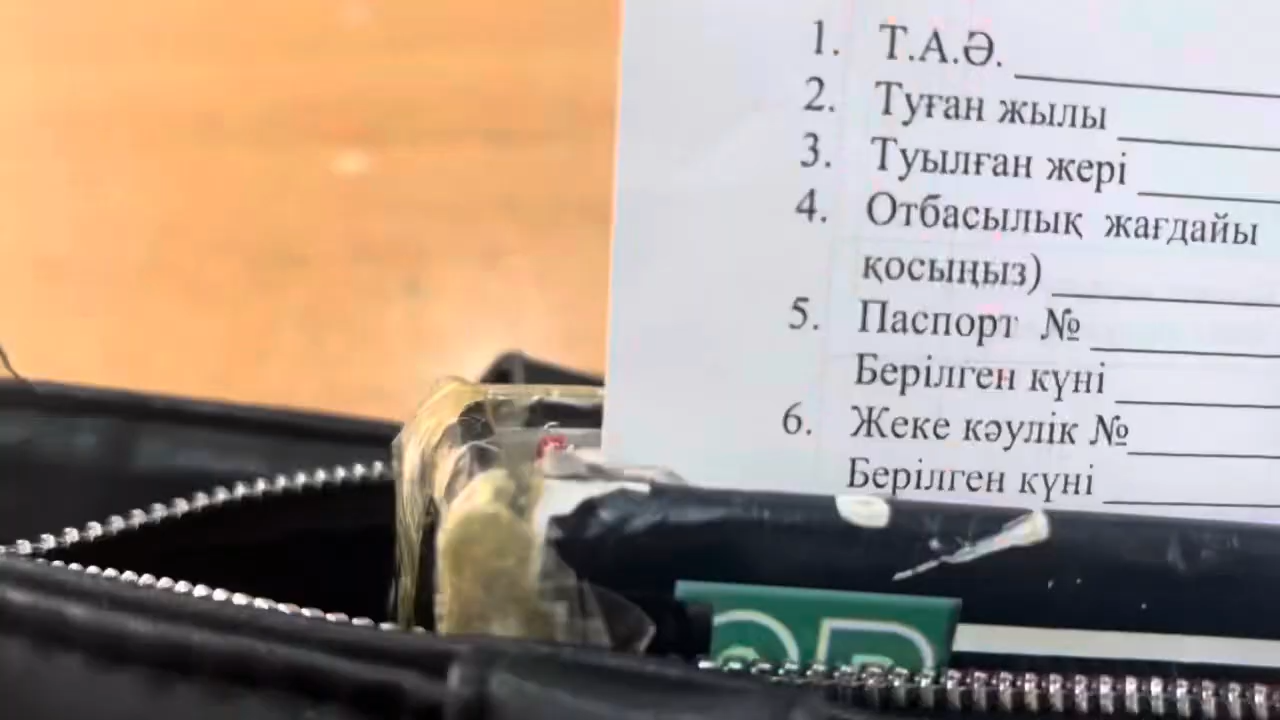 1. Т.А.Ә.
2. Туған жылы
3. Туылған жері
4. Отбасылық жағдайы
қосыңыз)
5. Паспорт №
Берілген күні
6. Жеке кәулік №
Берілген күні